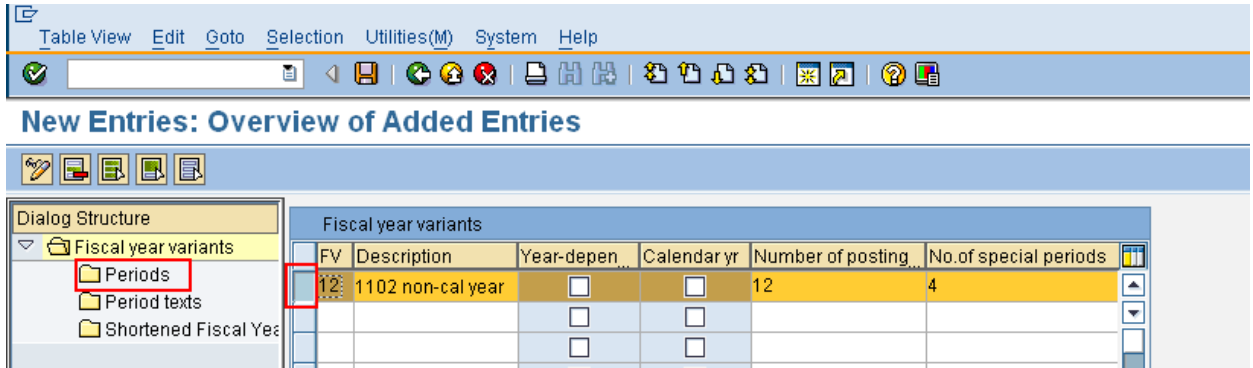 Table View Edit Goto Selection Utilities(M) System Help
New Entries: Overview of Added Entries
Dialog Structure
Fiscal year variants
Periods
Period texts
Shortened Fiscal Yea
Fiscal year variants
FV Description Year-depen... Calendar yr Number of posting... No.of special periods
12 1102 non-cal year 12 4